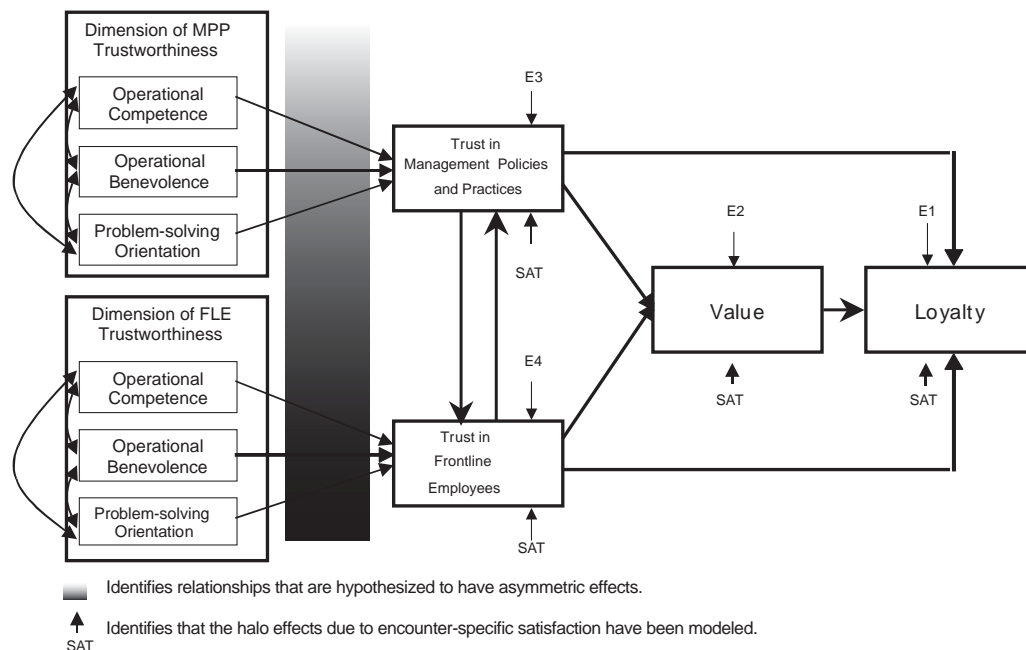 Dimension of MPP
Trustworthiness
Operational
Competence
Operational
Benevolence
Problem-solving
Orientation
Dimension of FLE
Trustworthiness
Operational
Competence
Operational
Benevolence
Problem-solving
Orientation
E3
Trust in
Management Policies
and Practices
SAT
E4
Trust in
Frontline
Employees
SAT
E2
Value
SAT
E1
Loyalty
SAT
Identifies relationships that are hypothesized to have asymmetric effects.
SAT
Identifies that the halo effects due to encounter-specific satisfaction have been modeled.